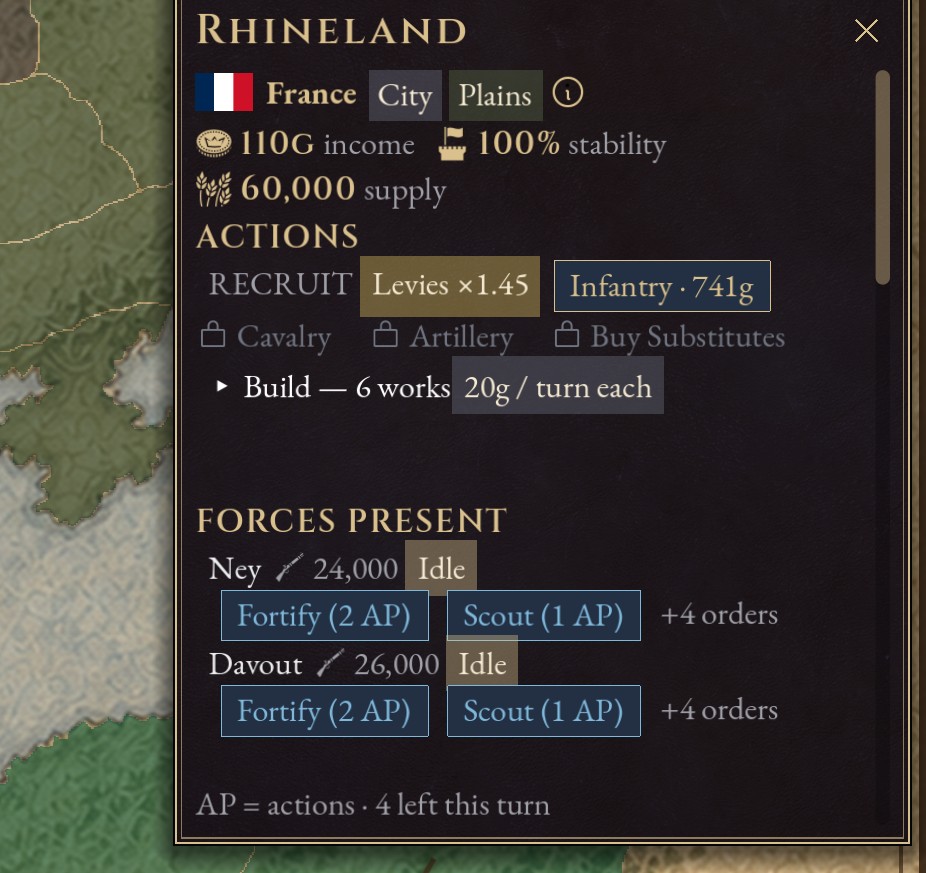 Rhineland
France City Plains i
110G income 100% stability
60,000 supply
ACTIONS
RECRUIT Levies ×1.45 Infantry · 741g
Cavalry Artillery Buy Substitutes
Build — 6 works 20g / turn each
FORCES PRESENT
Ney 24,000 Idle
Fortify (2 AP) Scout (1 AP) +4 orders
Davout 26,000 Idle
Fortify (2 AP) Scout (1 AP) +4 orders
AP = actions · 4 left this turn